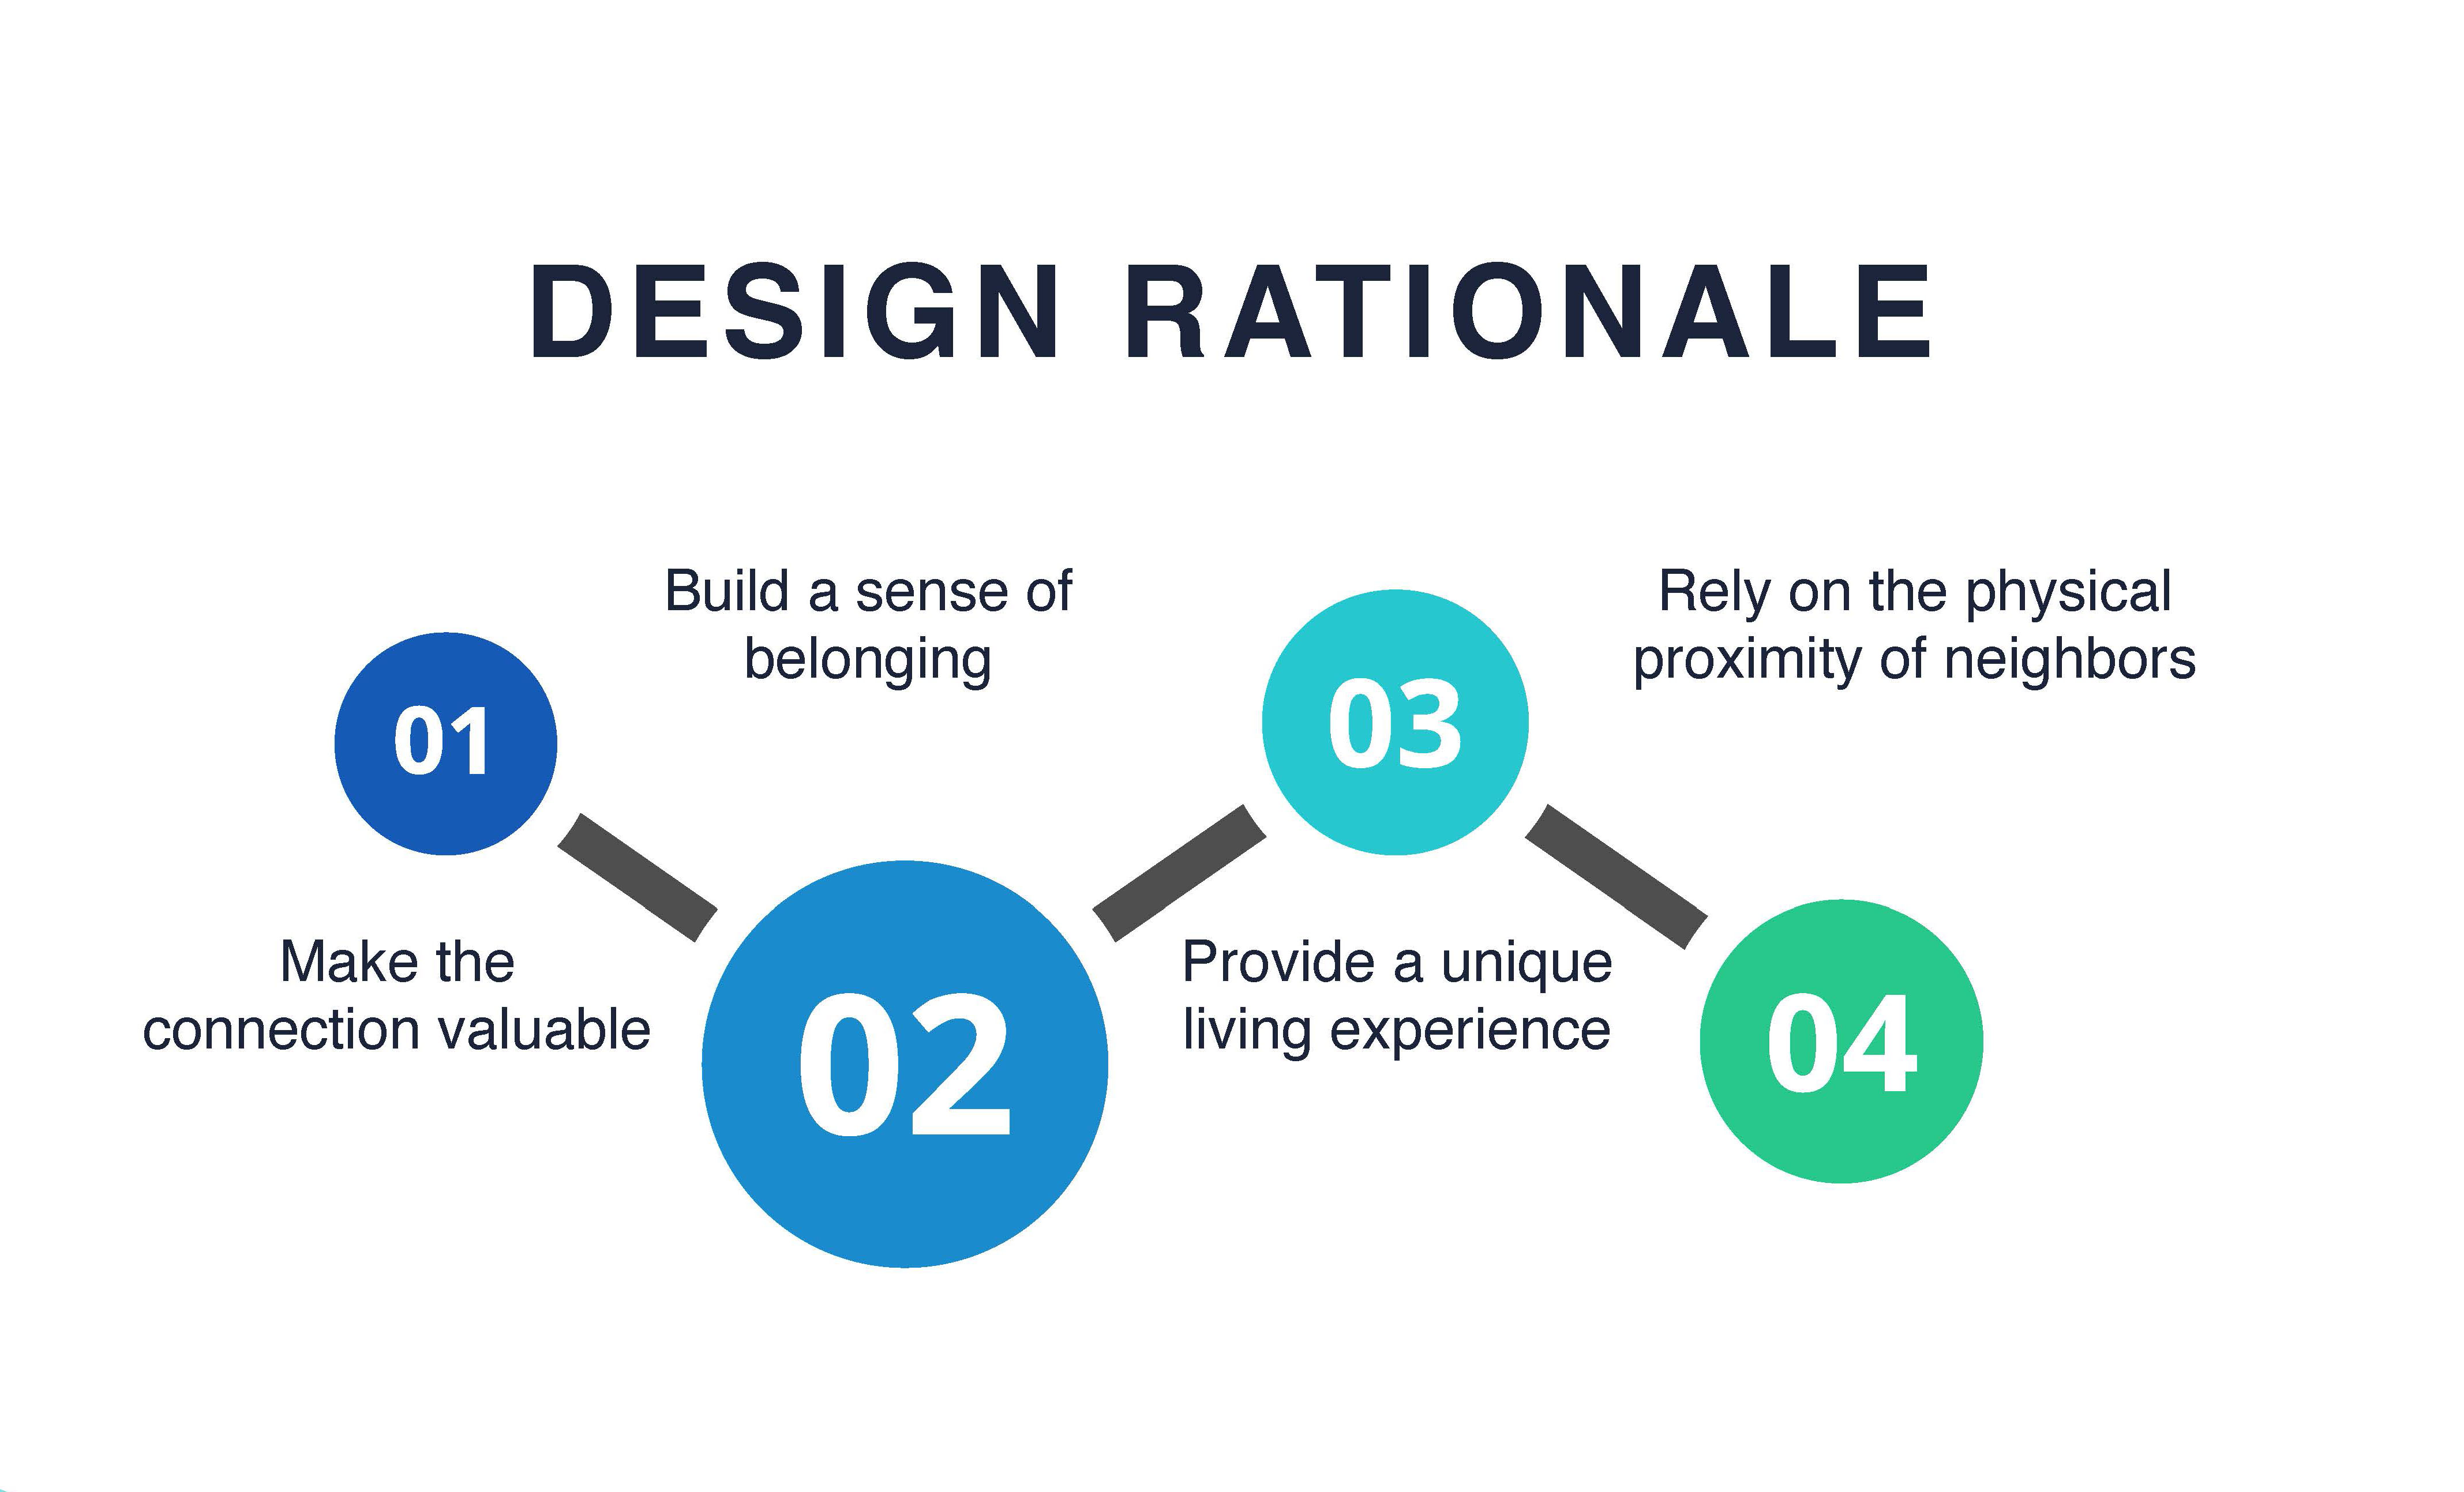 DESIGN RATIONALE
01
Make the
connection valuable
Build a sense of
belonging
02
03
Provide a unique
living experience
Rely on the physical
proximity of neighbors
04